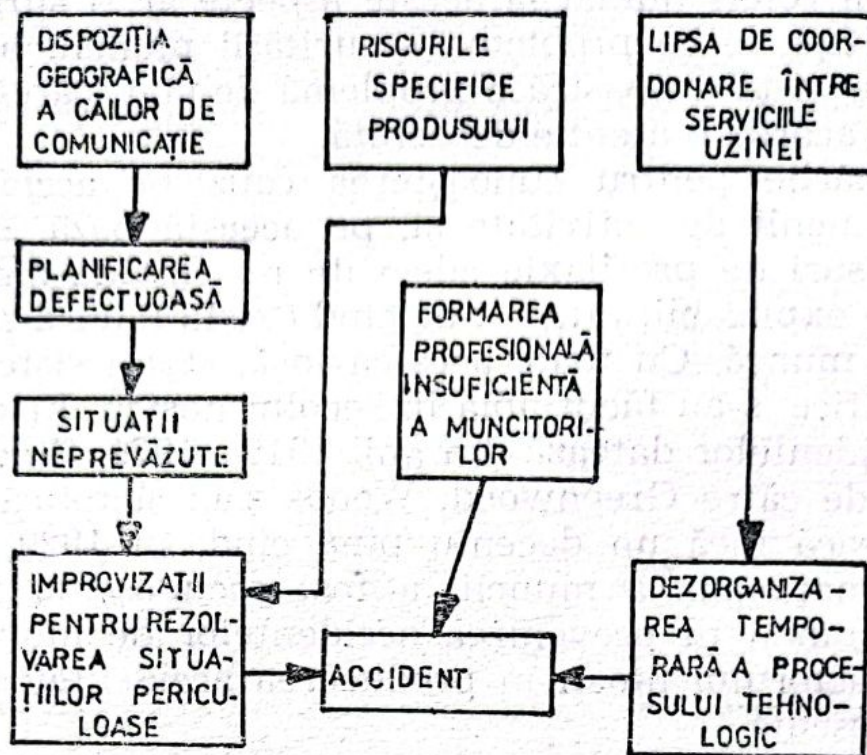 DISPOZIȚIA
GEOGRAFICĂ
A CĂILOR DE
COMUNICAȚIE
RISCURILE
SPECIFICE
PRODUSULUI
LIPSA DE COOR-
DONARE ÎNTRE
SERVICIILE
UZINEI
PLANIFICAREA
DEFECTUOASĂ
FORMAREA
PROFESIONALĂ
INSUFICIENTĂ
A MUNCITORI-
LOR
SITUATII
NEPREVĂZUTE
IMPROVIZATII
PENTRU REZOL-
VAREA SITUA-
ȚIILOR PERICU-
LOASE
ACCIDENT
DEZORGANIZA-
REA TEMPO-
RARĂ A PROCE-
SULUI TEHNO-
LOGIC